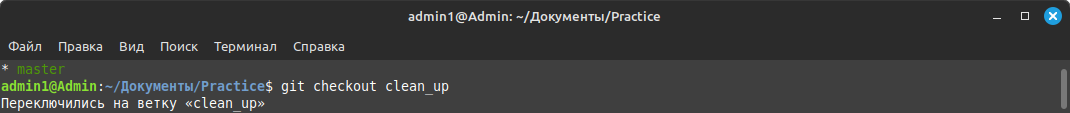 admin1@Admin: ~/Документы/Practice
Файл Правка Вид Поиск Терминал Справка
* master
admin1@Admin:~/Документы/Practice$ git checkout clean_up
Переключились на ветку «clean_up»